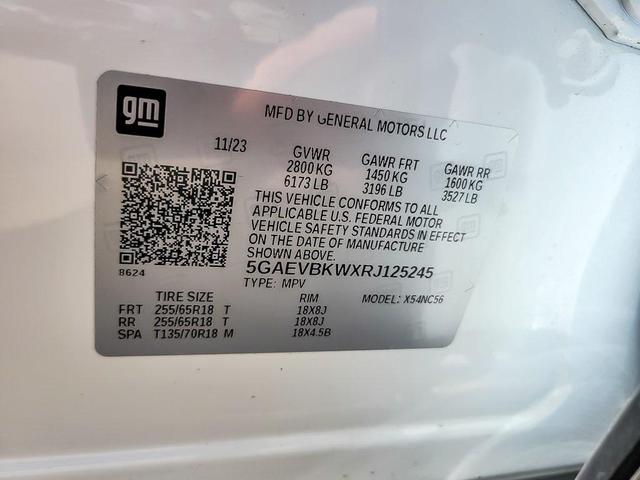 gm
MFD BY GENERAL MOTORS LLC
11/23
GVWR
2800 KG
6173 LB
GAWR FRT
1450 KG
3196 LB
GAWR RR
1600 KG
3527 LB
THIS VEHICLE CONFORMS TO ALL
APPLICABLE U.S. FEDERAL MOTOR
VEHICLE SAFETY STANDARDS IN EFFECT
ON THE DATE OF MANUFACTURE
SHOWN ABOVE.
8624
5GAEVBKWXRJ125245
TYPE: MPV
TIRE SIZE RIM MODEL: X54NC56
FRT 255/65R18 T 18X8J
RR 255/65R18 T 18X8J
SPA T135/70R18 M 18X4.5B